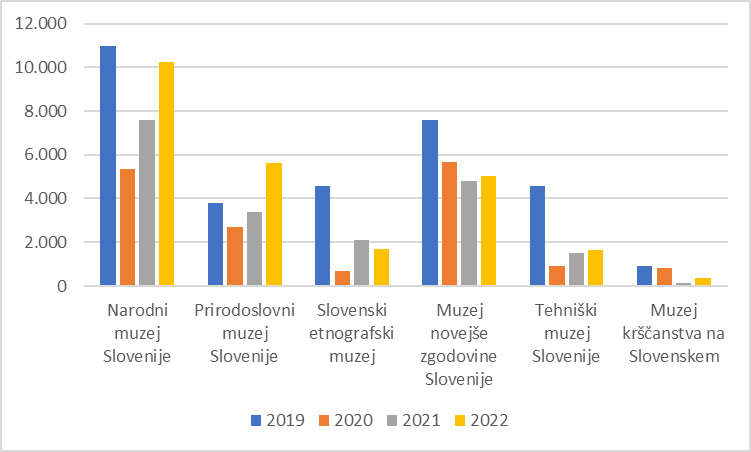 12.000
10.000
8.000
6.000
4.000
2.000
0
Narodni
muzej
Slovenije
Prirodoslovni
muzej
Slovenije
Slovenski
etnografski
muzej
Muzej
novejše
zgodovine
Slovenije
Tehniški
muzej
Slovenije
Muzej
krščanstva na
Slovenskem
2019 2020 2021 2022